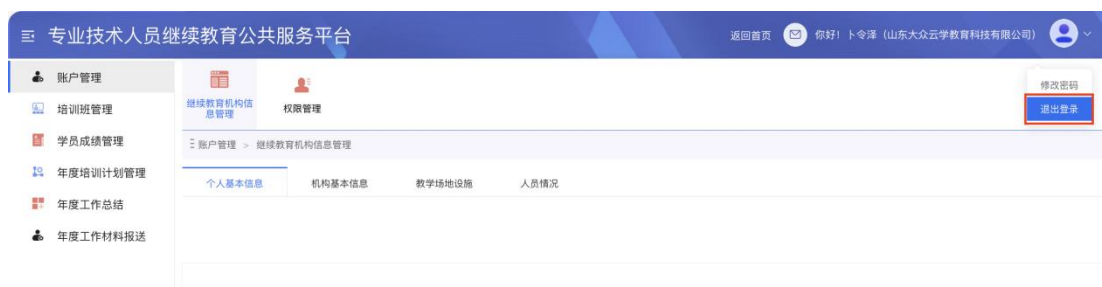 专业技术人员继续教育公共服务平台
返回首页 你好！卜令泽（山东大众云学教育科技有限公司）
修改密码
退出登录
账户管理
培训班管理
学员成绩管理
年度培训计划管理
年度工作总结
年度工作材料报送
继续教育机构信
息管理
权限管理
账户管理 > 继续教育机构信息管理
个人基本信息 机构基本信息 教学场地设施 人员情况